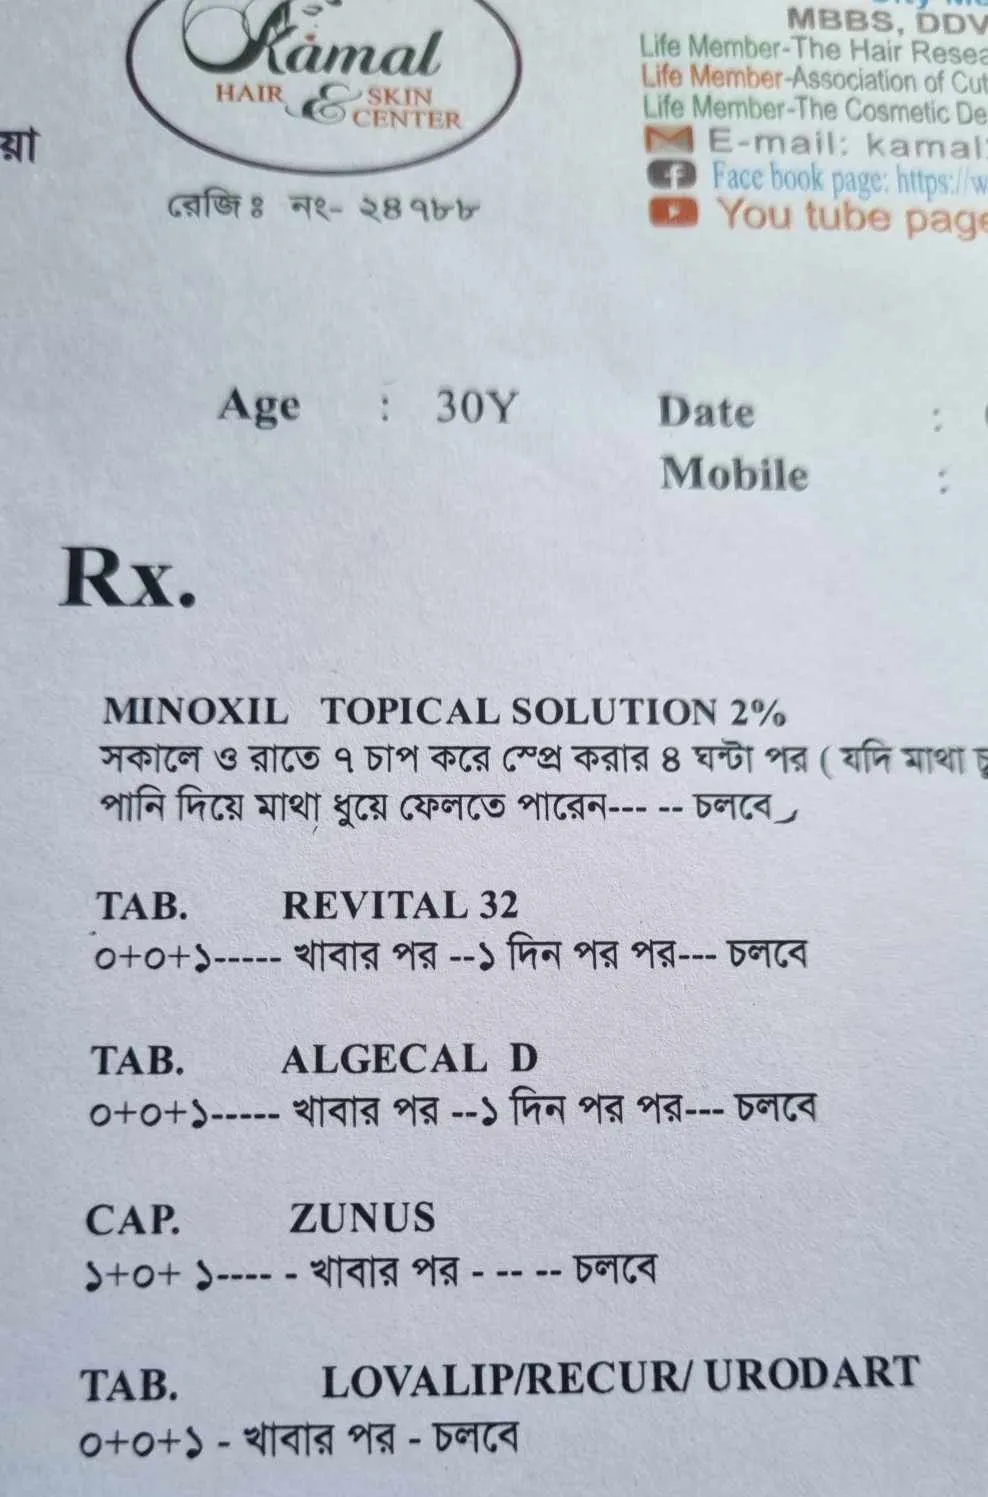 Kamal
HAIR & SKIN
CENTER
য়া
রেজি ঃ নং- ২৪৭৮৮
MBBS, DDV
Life Member-The Hair Resea
Life Member-Association of Cut
Life Member-The Cosmetic De
E-mail: kamal
Face book page: https://w
You tube page
Age : 30Y
Date :
Mobile :
Rx.
MINOXIL TOPICAL SOLUTION 2%
সকালে ও রাতে ৭ চাপ করে স্প্রে করার ৪ ঘন্টা পর ( যদি মাথা
পানি দিয়ে মাথা ধুয়ে ফেলতে পারেন--- -- চলবে
TAB. REVITAL 32
০+০+১----- খাবার পর --১ দিন পর পর--- চলবে
TAB. ALGECAL D
০+০+১----- খাবার পর --১ দিন পর পর--- চলবে
CAP. ZUNUS
১+০+ ১---- - খাবার পর - -- -- চলবে
TAB. LOVALIP/RECUR/ URODART
০+০+১ - খাবার পর - চলবে